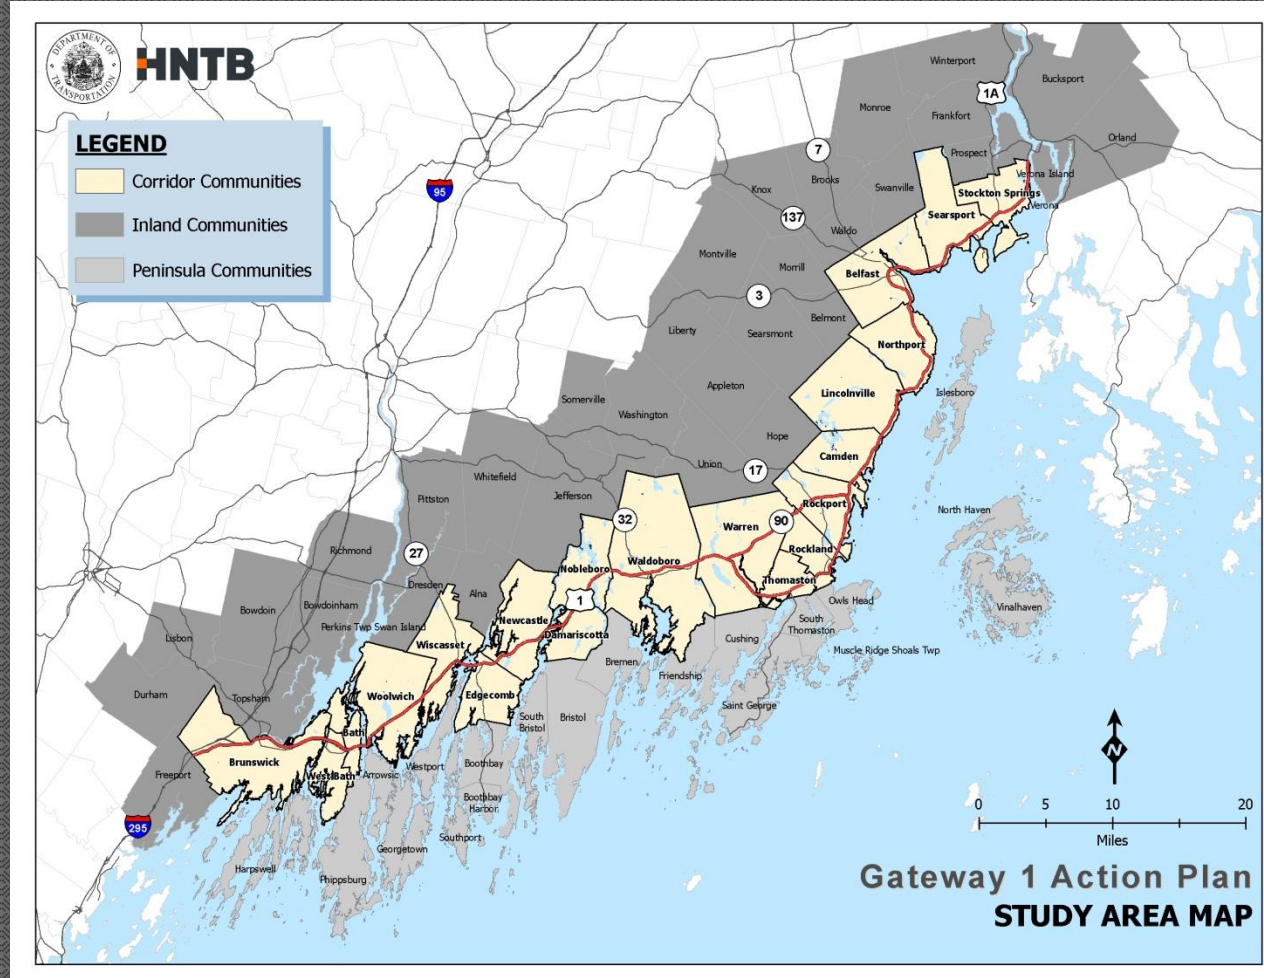 DEPARTMENT OF
TRANSPORTATION
HNTB
LEGEND
Corridor Communities
Inland Communities
Peninsula Communities
95
Winterport
Bucksport
1A
Monroe
Frankfort
Orland
7
Prospect
Brooks
Verona Island
Knox
Swanville
Stockton Springs
Verona
137
Searsport
Waldo
Montville
Morrill
Belfast
3
Belmont
Liberty
Searsmont
Northport
Appleton
Lincolnville
Islesboro
Somerville
Washington
Hope
Camden
Union
17
Whitefield
Pittston
Jefferson
Rockport
North Haven
32
90
Warren
Richmond
27
Rockland
Waldoboro
Nobleboro
Thomaston
Dresden
Alna
1
Owls Head
Bowdoin
Bowdoinham
Vinalhaven
Newcastle
South
Thomaston
Perkins Twp Swan Island
Damariscotta
Cushing
Lisbon
Wiscasset
Muscle Ridge Shoals Twp
Bremen
Friendship
Durham
Topsham
Woolwich
Edgecomb
Saint George
South
Bristol
Bristol
Bath
Brunswick
Freeport
West Bath
Arrowsic
Westport
Boothbay
Boothbay
Harbor
295
Southport
Georgetown
Harpswell
Phippsburg
N
0 5 10 20
Miles
Gateway 1 Action Plan
STUDY AREA MAP